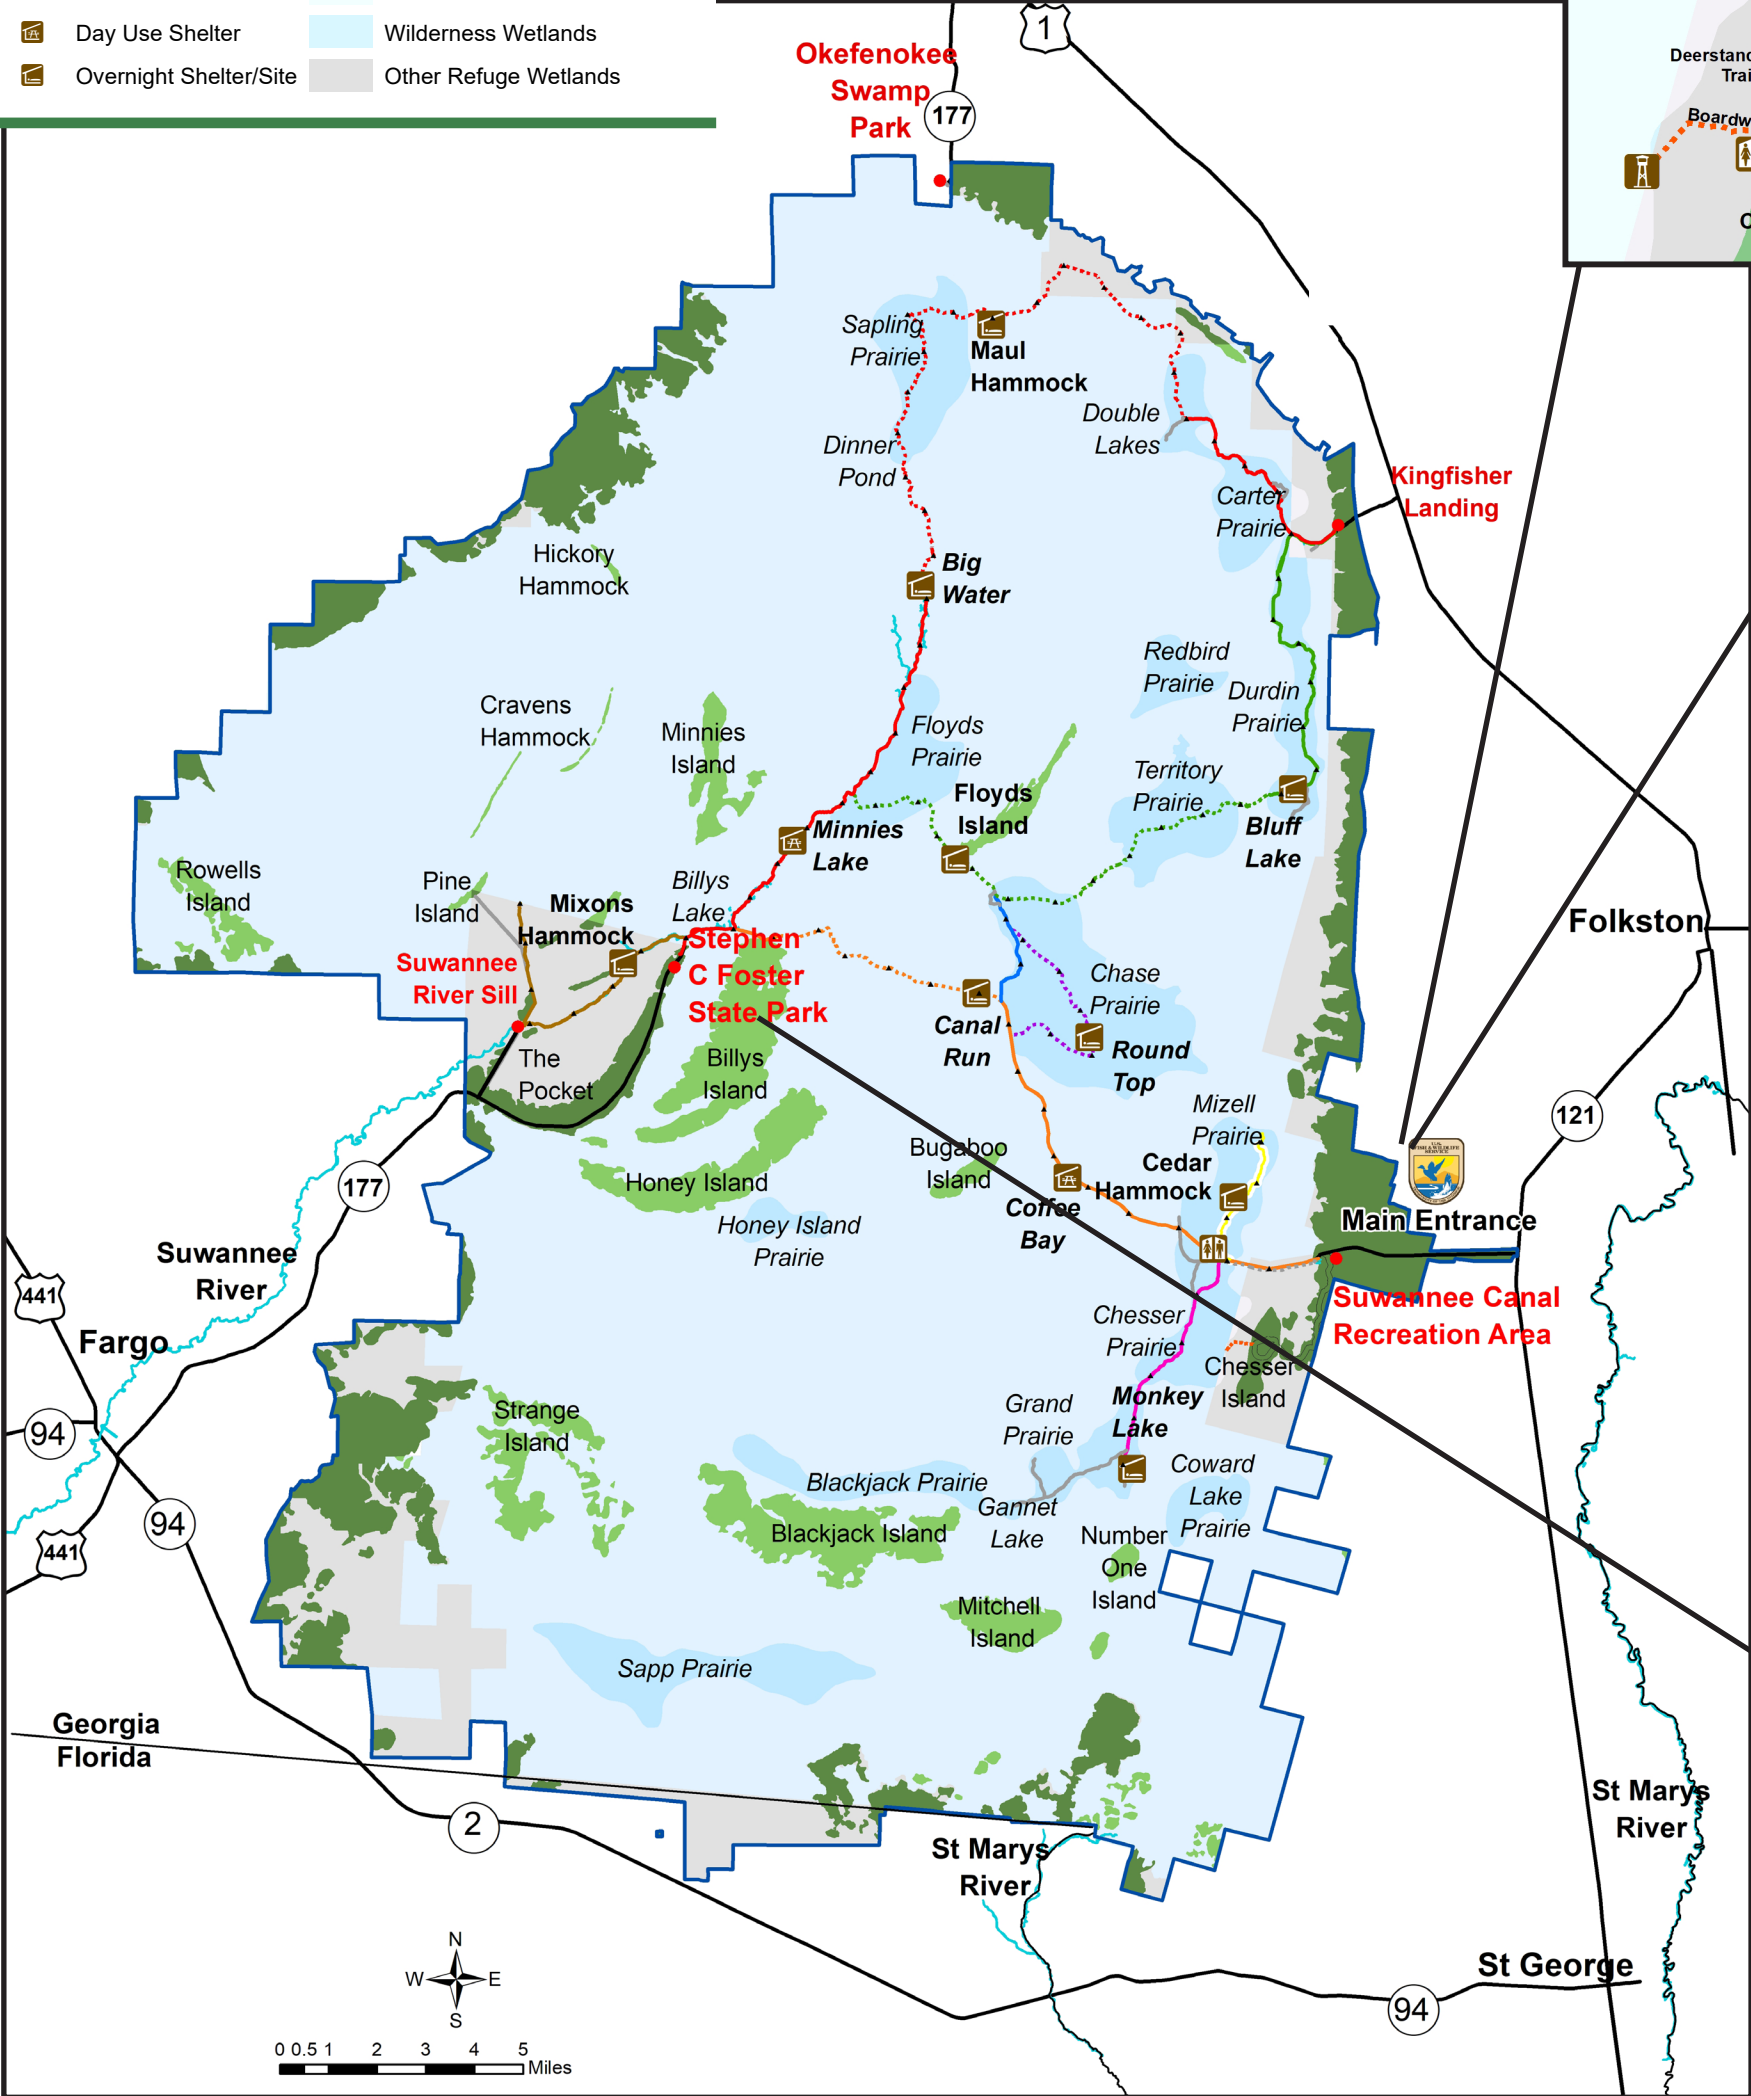 Day Use Shelter
Wilderness Wetlands
Overnight Shelter/Site
Other Refuge Wetlands
Okefenokee
Swamp
Park
177
1
Deerstand
Boardw
Sapling
Prairie
Maul
Hammock
Double
Lakes
Dinner
Pond
Kingfisher
Landing
Carter
Prairie
Hickory
Hammock
Big
Water
Redbird
Prairie
Durdin
Prairie
Cravens
Hammock
Minnies
Island
Floyds
Prairie
Territory
Prairie
Floyds
Island
Minnies
Lake
Bluff
Lake
Rowells
Island
Pine
Island
Mixons
Hammock
Billys
Lake
Folkston
Stephen
C Foster
State Park
Suwannee
River Sill
Chase
Prairie
Canal
Run
Round
Top
The
Pocket
Billys
Island
Mizell
Prairie
121
Bugaboo
Island
Cedar
Hammock
U.S.
FISH & WILDLIFE
SERVICE
177
Honey Island
Coffee
Bay
Main Entrance
Honey Island
Prairie
Suwannee
River
441
Fargo
Suwannee Canal
Recreation Area
Chesser
Prairie
Chesser
Island
Monkey
Lake
Grand
Prairie
94
Strange
Island
Blackjack Prairie
Coward
Lake
Prairie
Gannet
Lake
94
441
Blackjack Island
Number
One
Island
Mitchell
Island
Sapp Prairie
Georgia
Florida
2
St Marys
River
St Marys
River
N
W
E
S
St George
94
0 0.5 1 2 3 4 5
Miles